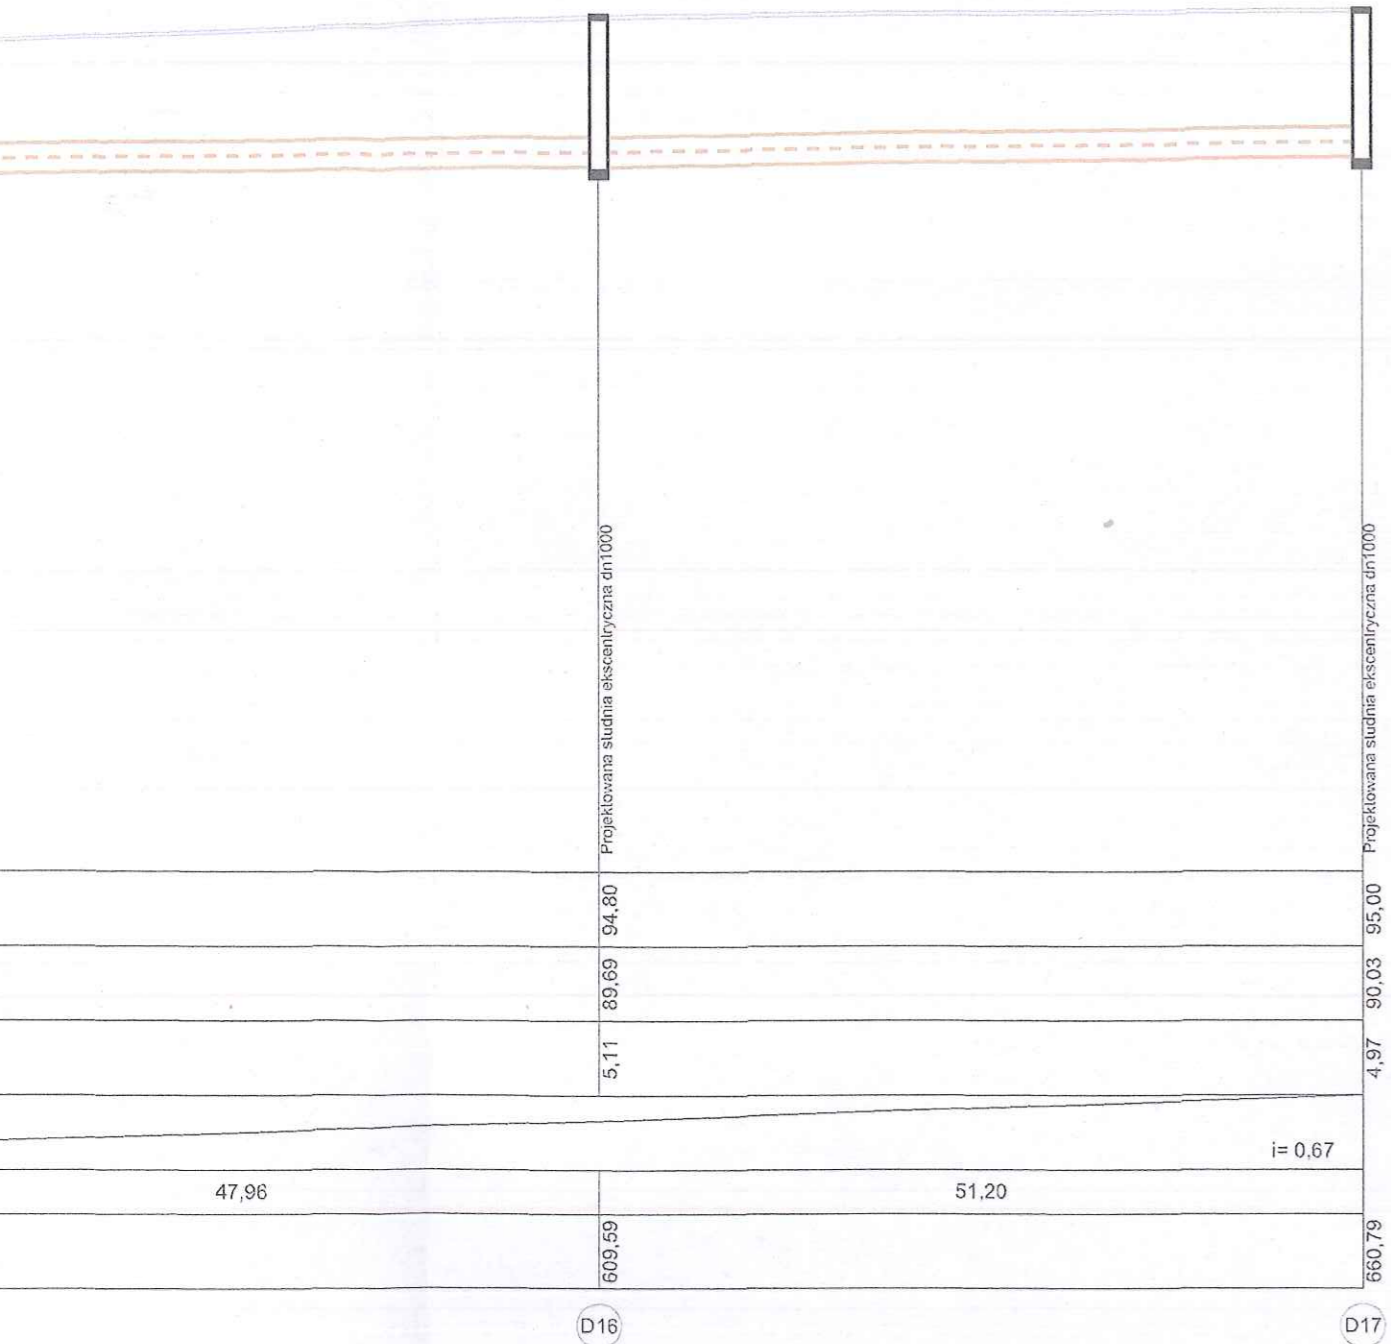 Projektowana studnia ekscentryczna dn1000
Projektowana studnia ekscentryczna dn1000
94,80
95,00
89,69
90,03
5,11
4,97
i= 0,67
47,96
51,20
609,59
660,79
D16
D17